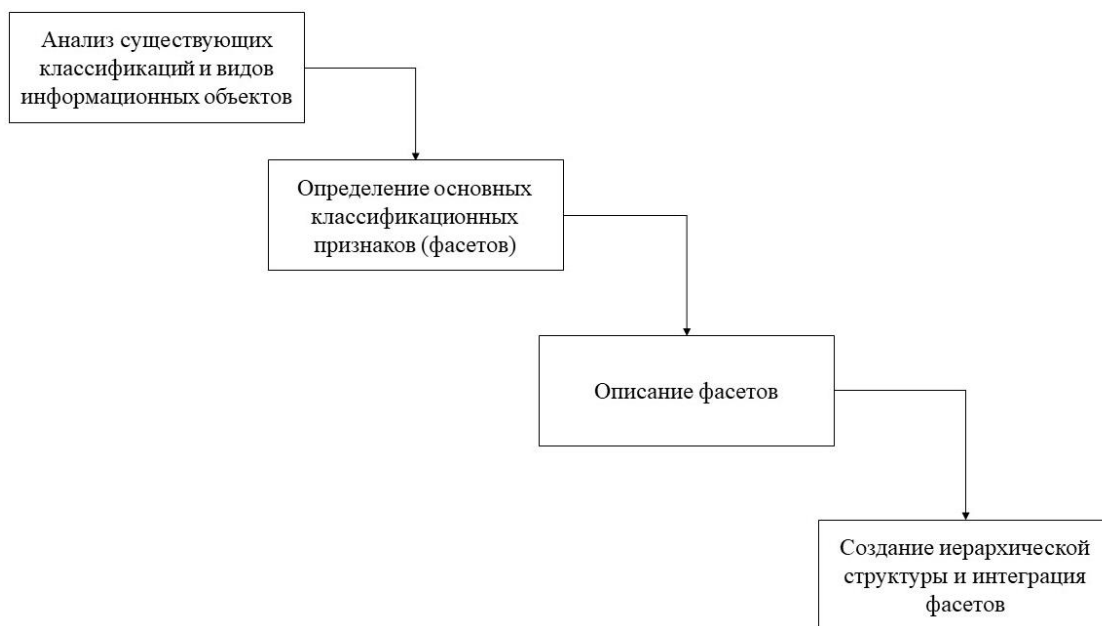 Анализ существующих
классификаций и видов
информационных объектов
Определение основных
классификационных
признаков (фасетов)
Описание фасетов
Создание иерархической
структуры и интеграция
фасетов